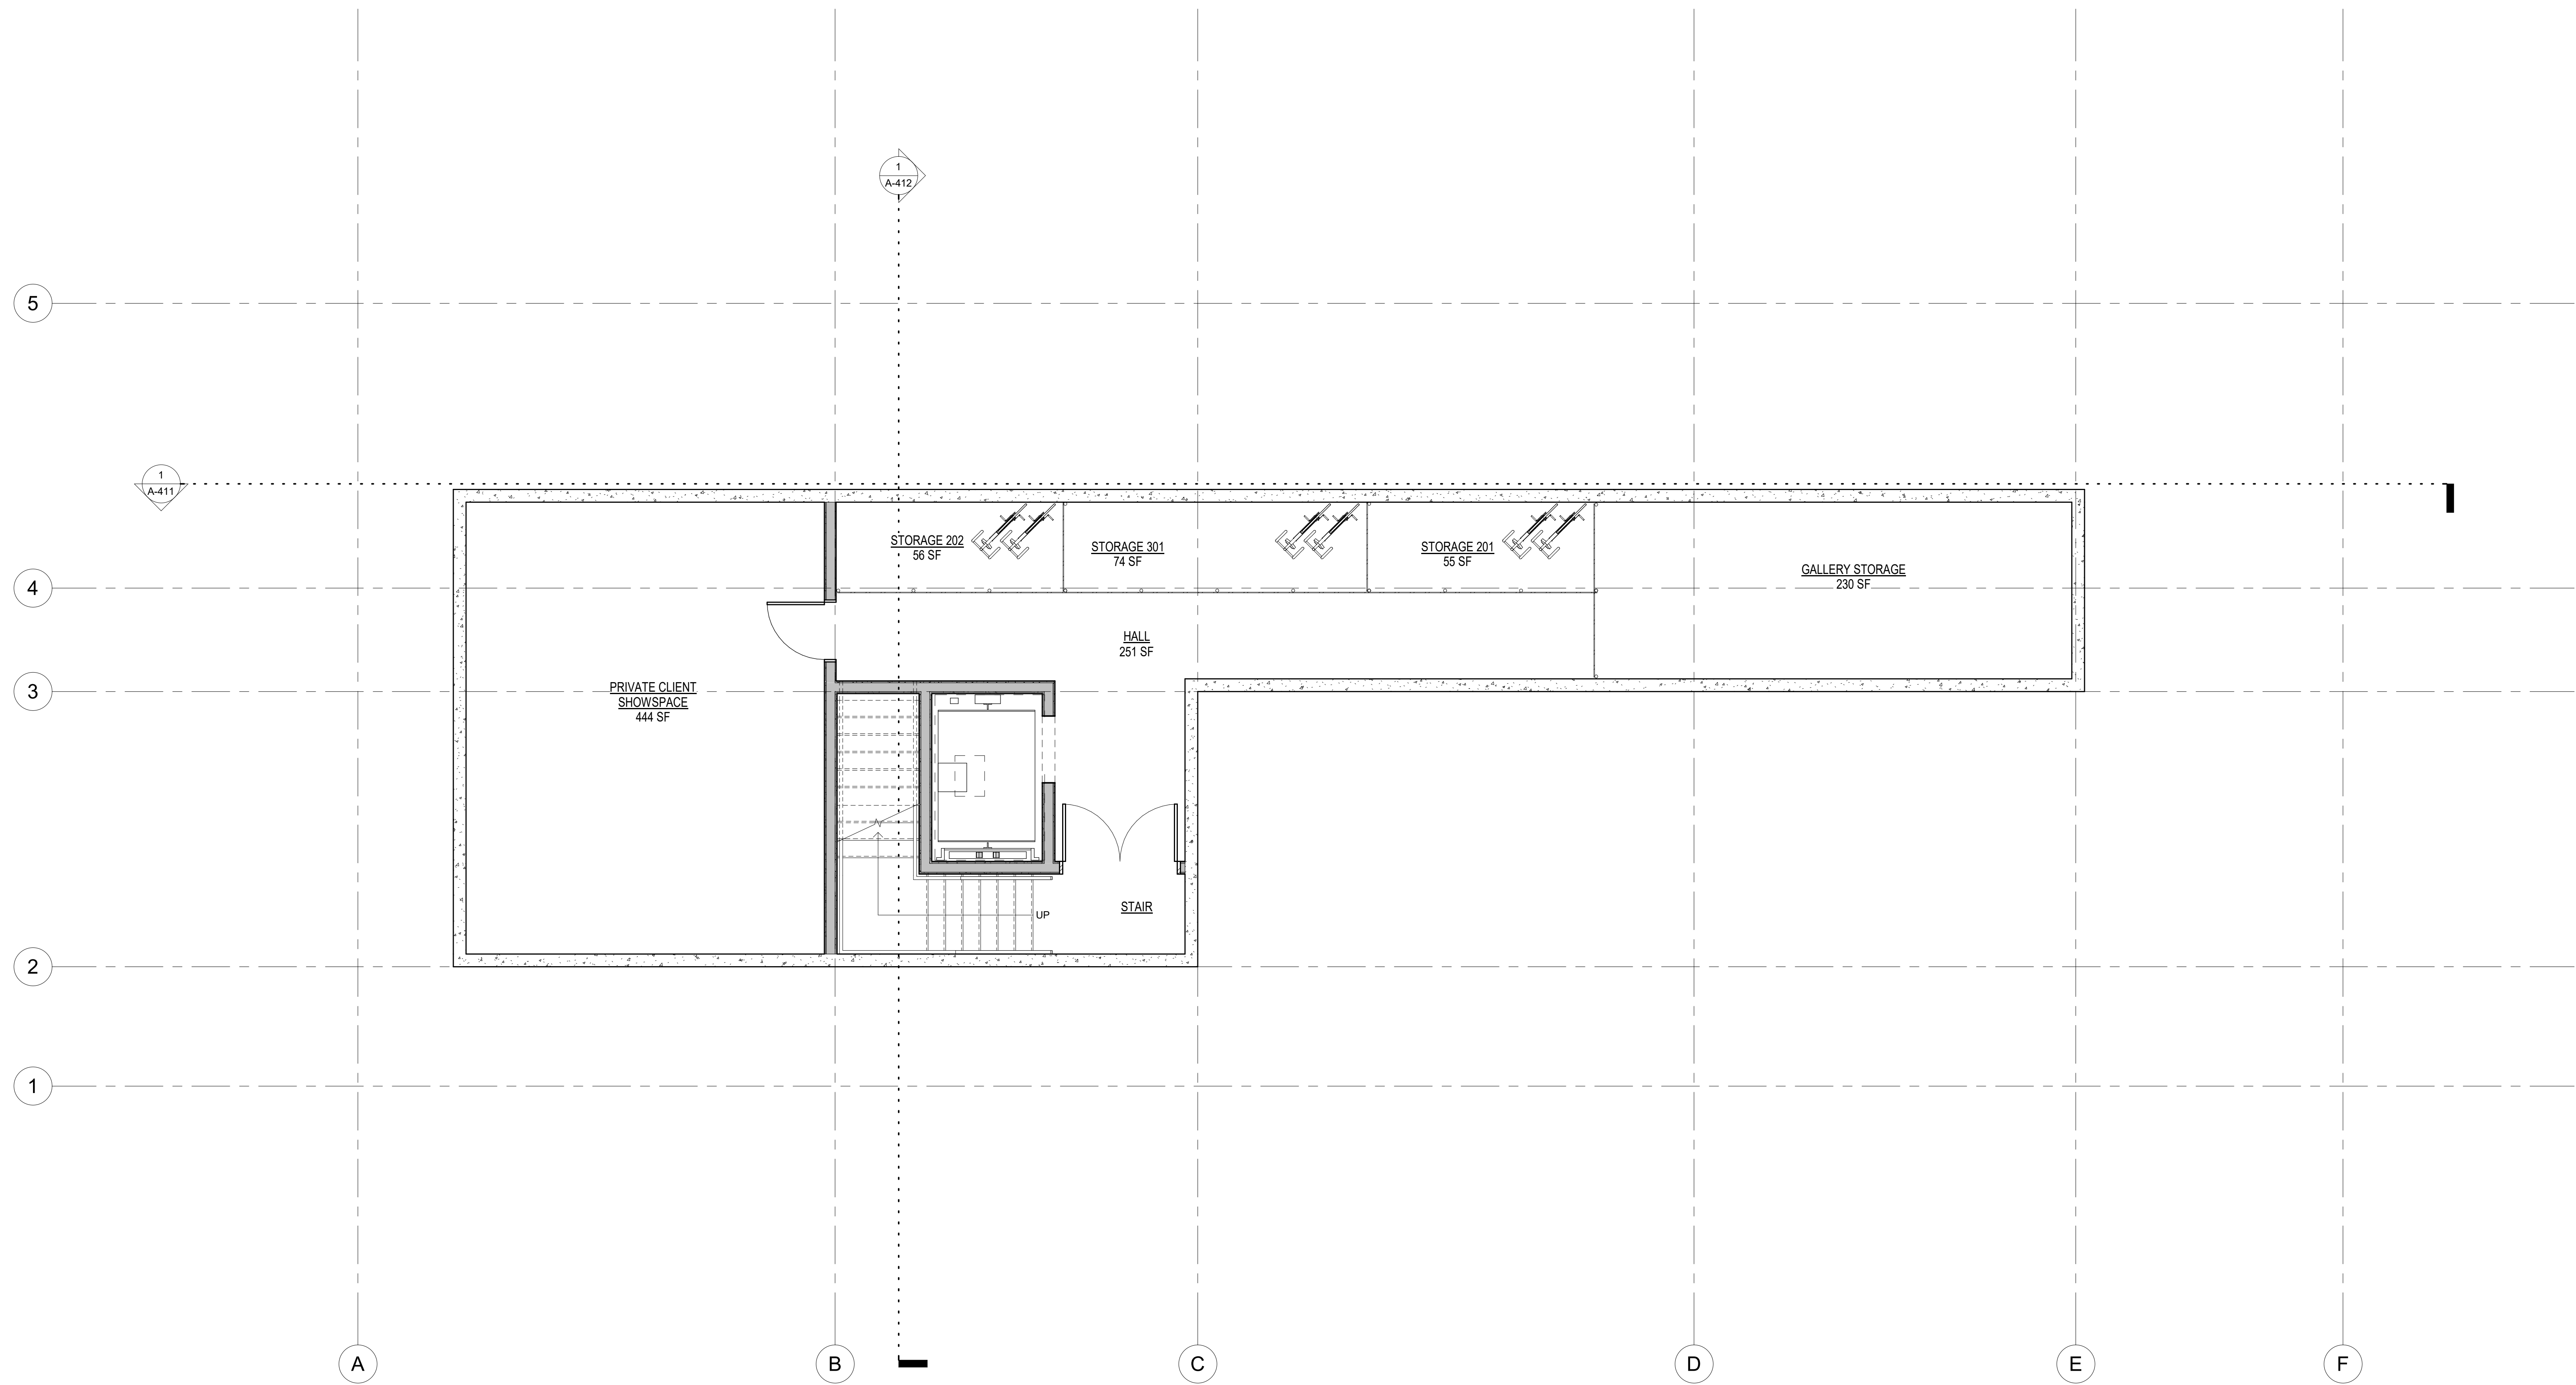 1
A-412
5
1
A-411
STORAGE 202
56 SF
STORAGE 301
74 SF
STORAGE 201
55 SF
GALLERY STORAGE
230 SF
4
HALL
251 SF
3
PRIVATE CLIENT
SHOWSPACE
444 SF
UP
STAIR
2
1
A
B
C
D
E
F